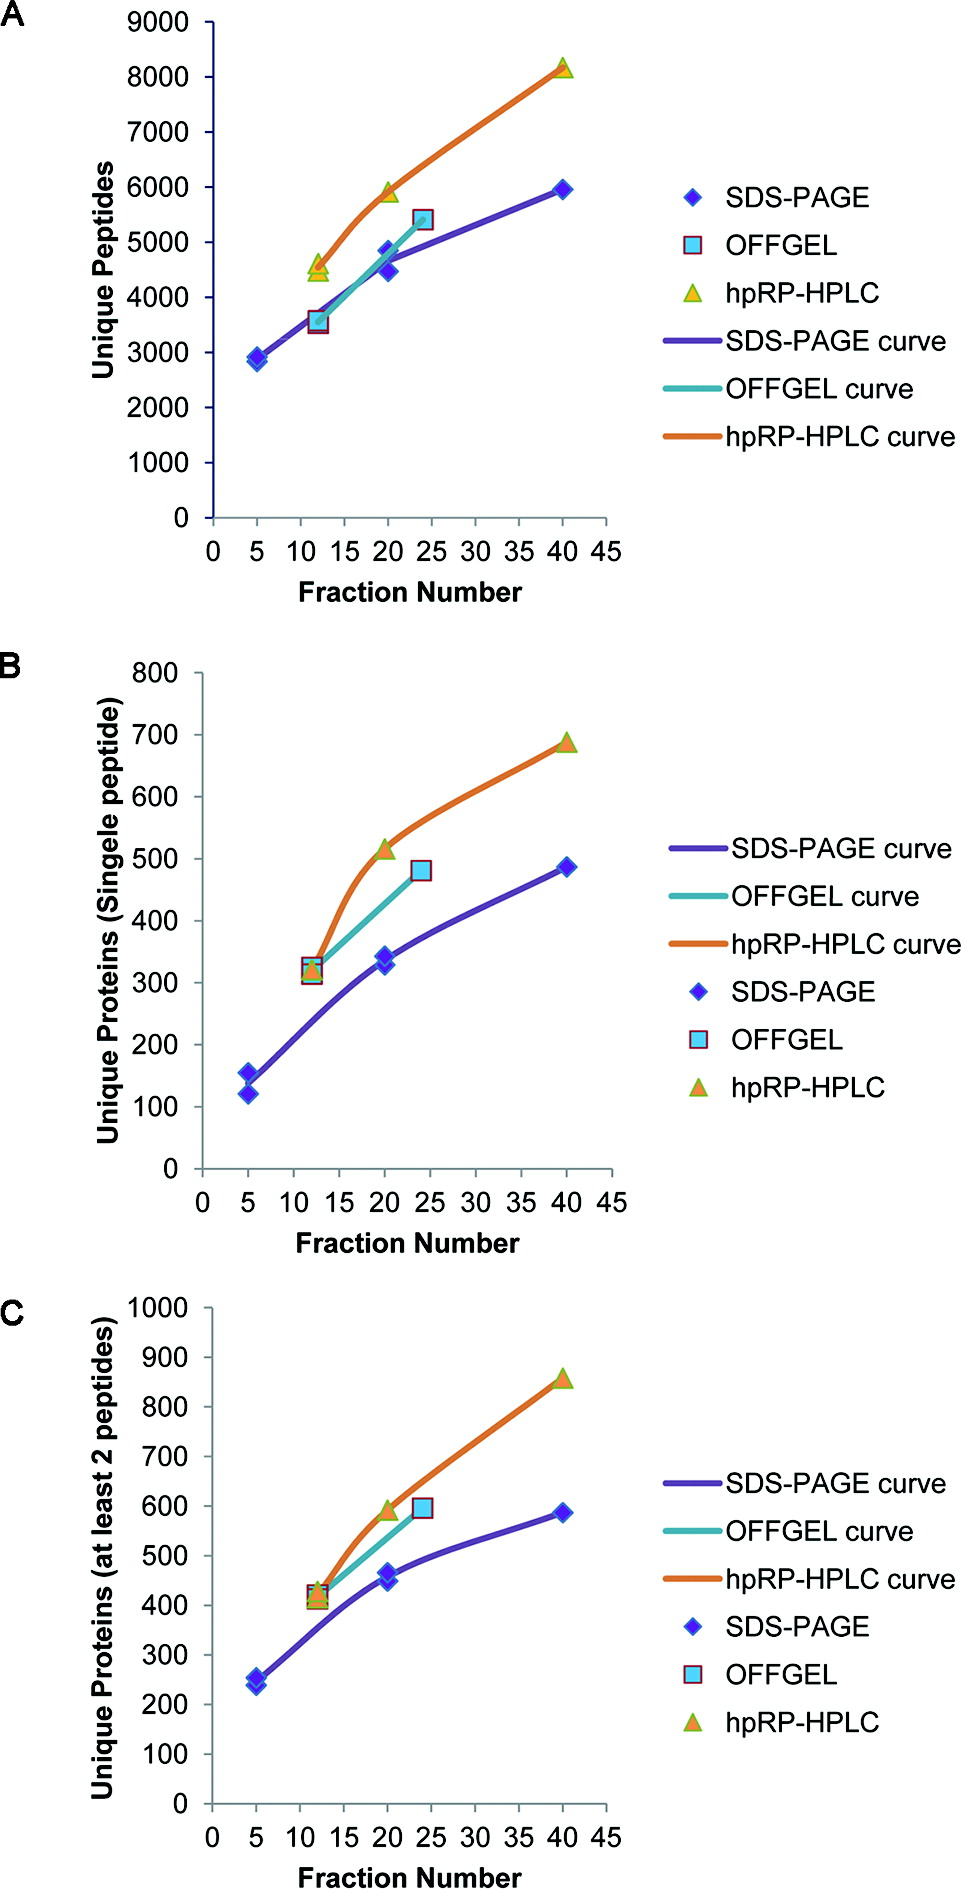 A
9000
8000
7000
6000
5000
4000
3000
2000
1000
0
Unique Peptides
0 5 10 15 20 25 30 35 40 45
Fraction Number
SDS-PAGE
OFFGEL
hpRP-HPLC
SDS-PAGE curve
OFFGEL curve
hpRP-HPLC curve
B
800
700
600
500
400
300
200
100
0
Unique Proteins (Singele peptide)
0 5 10 15 20 25 30 35 40 45
Fraction Number
SDS-PAGE curve
OFFGEL curve
hpRP-HPLC curve
SDS-PAGE
OFFGEL
hpRP-HPLC
C
1000
900
800
700
600
500
400
300
200
100
0
Unique Proteins (at least 2 peptides)
0 5 10 15 20 25 30 35 40 45
Fraction Number
SDS-PAGE curve
OFFGEL curve
hpRP-HPLC curve
SDS-PAGE
OFFGEL
hpRP-HPLC